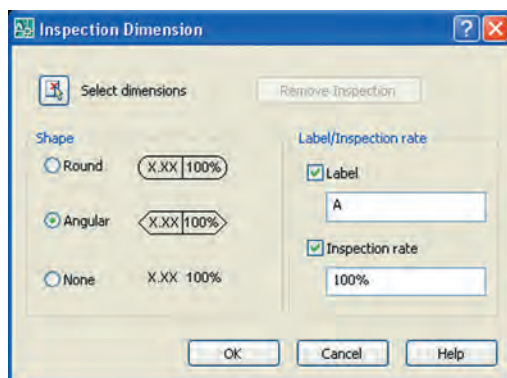 Inspection Dimension
Select dimensions
Remove Inspection
Shape
Label/Inspection rate
Round
X.XX 100%
Label
A
Angular
X.XX 100%
Inspection rate
None
X.XX 100%
100%
OK
Cancel
Help